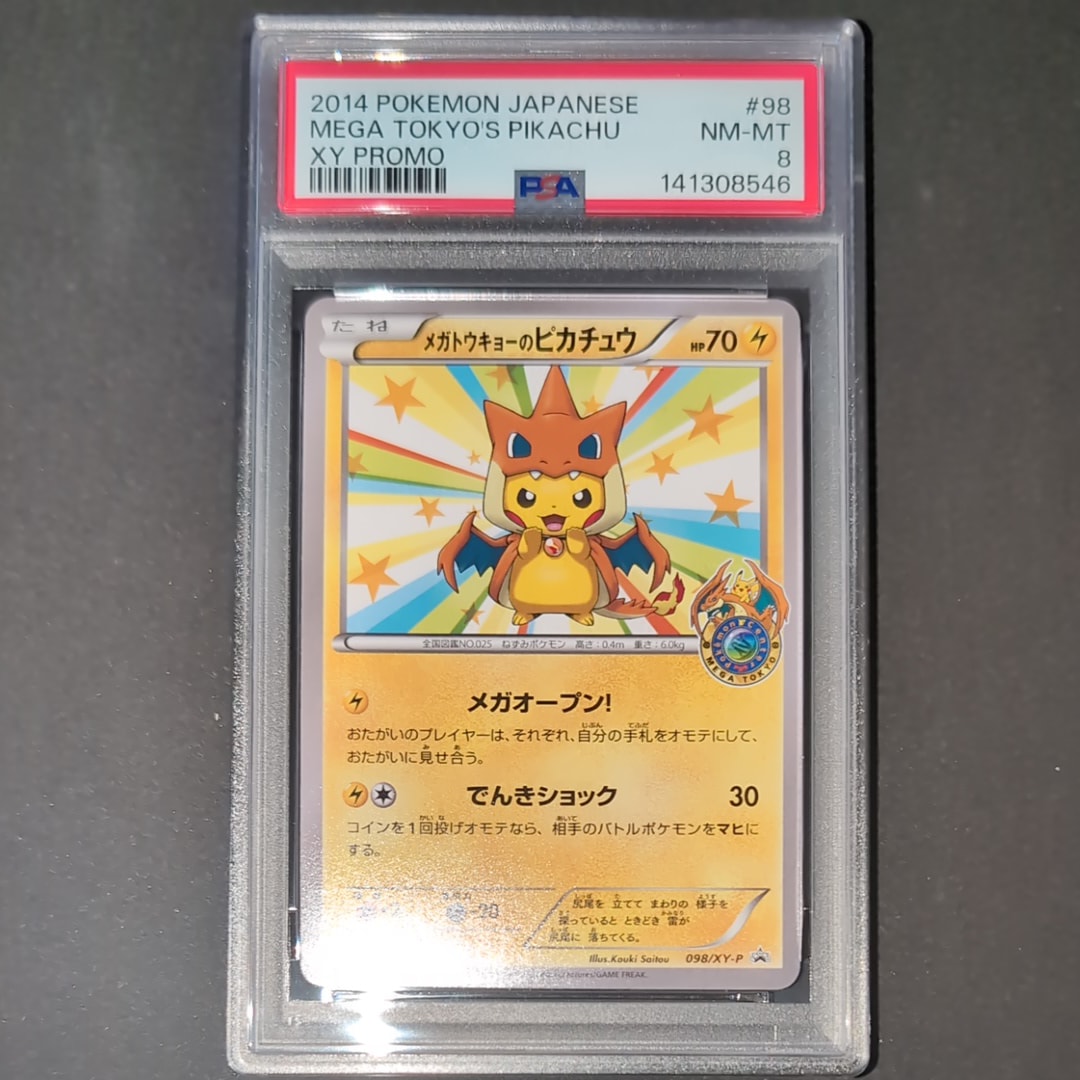 2014 POKEMON JAPANESE #98
MEGA TOKYO'S PIKACHU NM-MT
XY PROMO 8
PSA 141308546
たね メガトウキョーのピカチュウ HP70
全国図鑑NO.025 ねずみポケモン 高さ:0.4m 重さ:6.0kg
Pokémon Center
MEGA TOKYO
メガオープン!
おたがいのプレイヤーは、それぞれ、自分の手札をオモテにして、
おたがいに見せ合う。
でんきショック 30
コインを1回投げオモテなら、相手のバトルポケモンをマヒに
する。
-20
尻尾を 立てて まわりの 様子を
探っていると ときどき 雷が
尻尾に 落ちてくる。
Illus.Kouki Saitou 098/XY-P
/GAME FREAK.